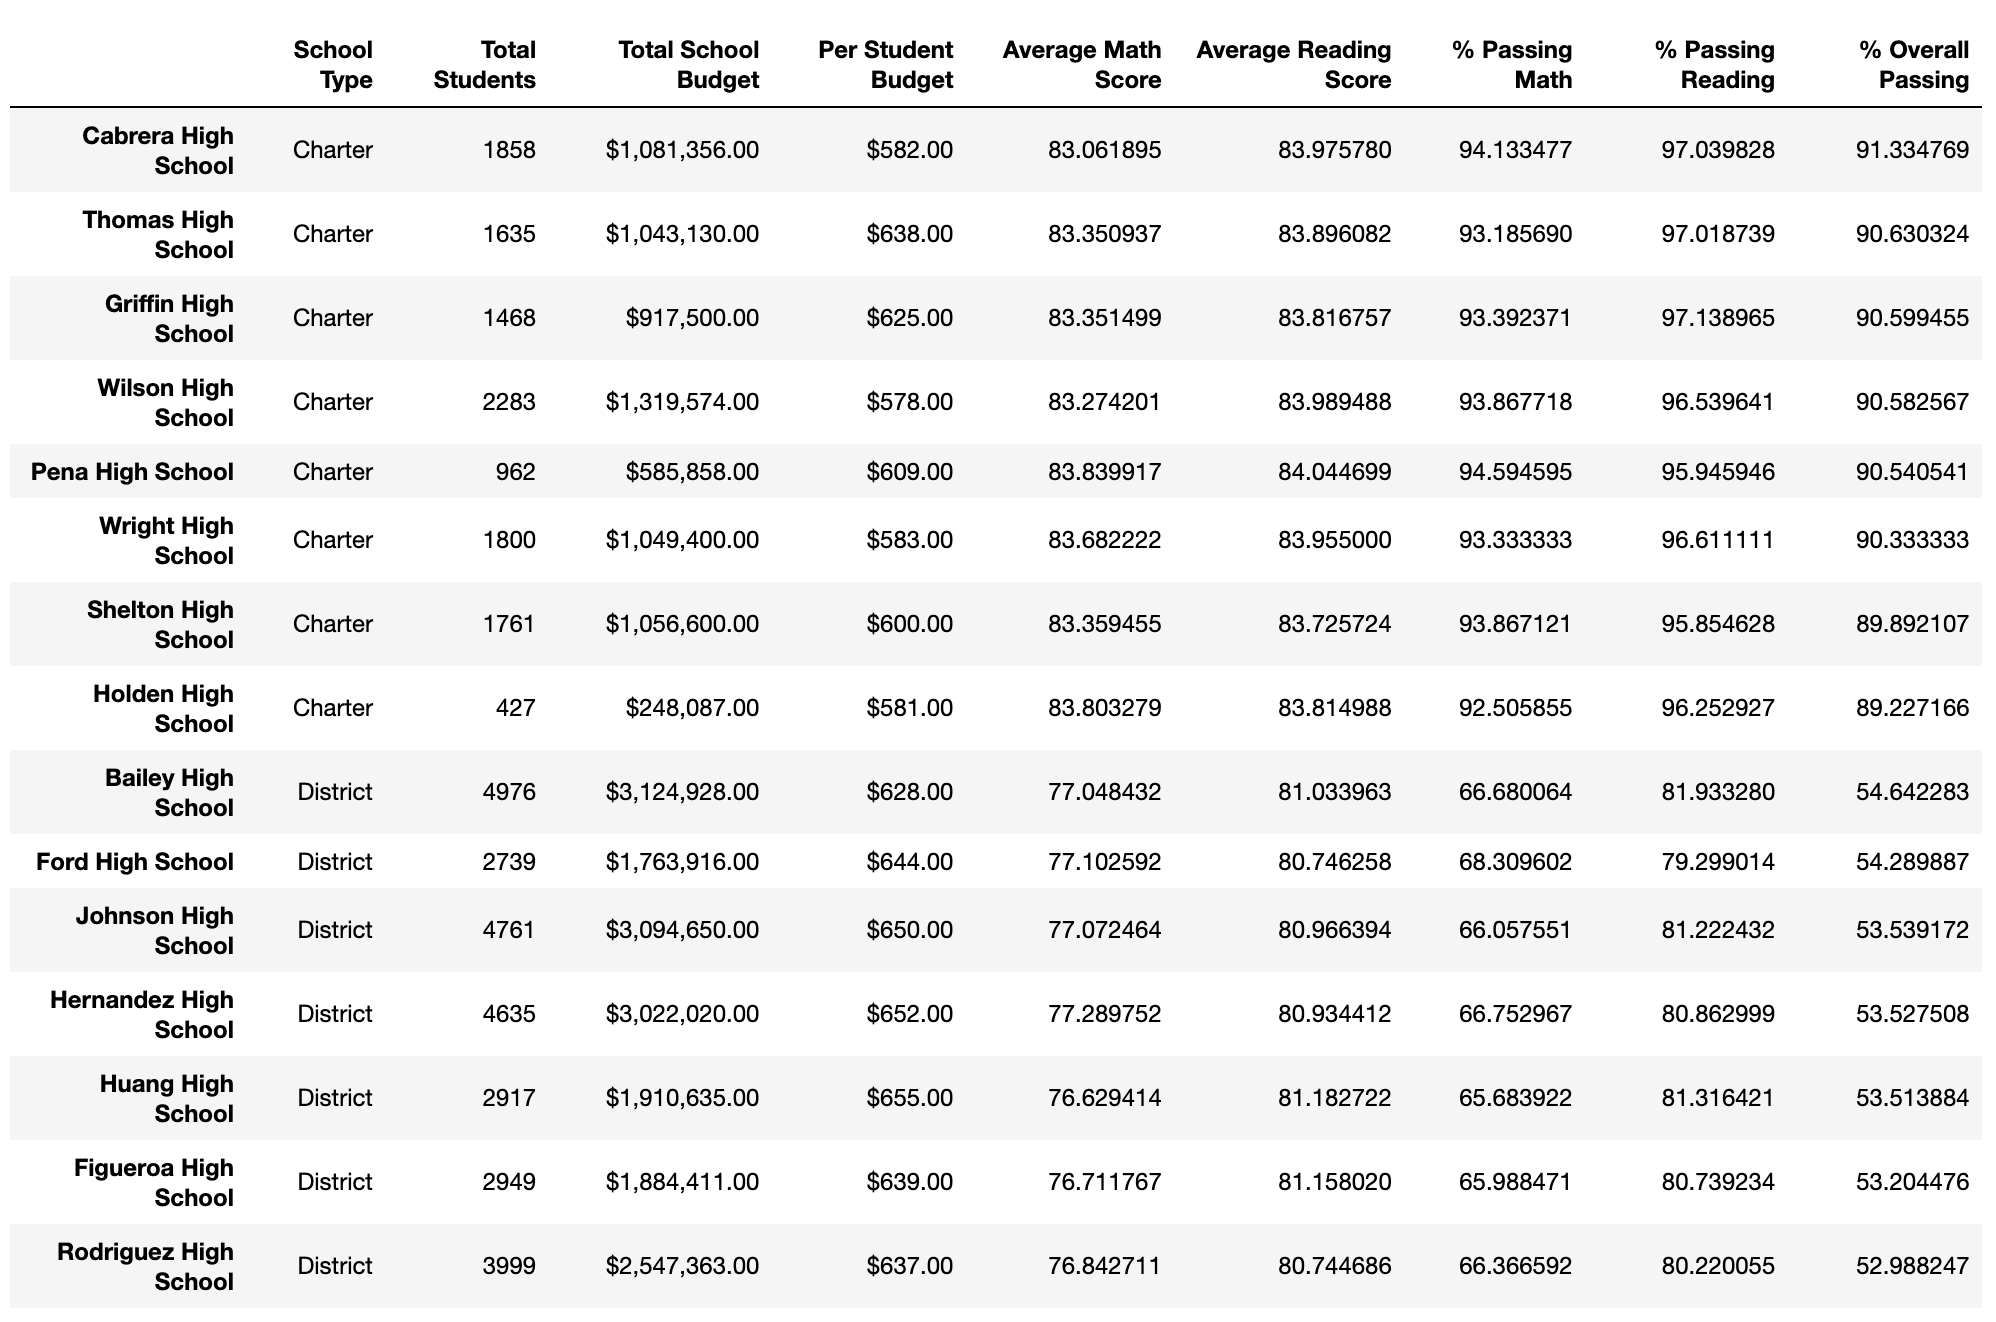 School Type Total Students Total School Budget Per Student Budget Average Math Score Average Reading Score % Passing Math % Passing Reading % Overall Passing
Cabrera High School Charter 1858 $1,081,356.00 $582.00 83.061895 83.975780 94.133477 97.039828 91.334769
Thomas High School Charter 1635 $1,043,130.00 $638.00 83.350937 83.896082 93.185690 97.018739 90.630324
Griffin High School Charter 1468 $917,500.00 $625.00 83.351499 83.816757 93.392371 97.138965 90.599455
Wilson High School Charter 2283 $1,319,574.00 $578.00 83.274201 83.989488 93.867718 96.539641 90.582567
Pena High School Charter 962 $585,858.00 $609.00 83.839917 84.044699 94.594595 95.945946 90.540541
Wright High School Charter 1800 $1,049,400.00 $583.00 83.682222 83.955000 93.333333 96.611111 90.333333
Shelton High School Charter 1761 $1,056,600.00 $600.00 83.359455 83.725724 93.867121 95.854628 89.892107
Holden High School Charter 427 $248,087.00 $581.00 83.803279 83.814988 92.505855 96.252927 89.227166
Bailey High School District 4976 $3,124,928.00 $628.00 77.048432 81.033963 66.680064 81.933280 54.642283
Ford High School District 2739 $1,763,916.00 $644.00 77.102592 80.746258 68.309602 79.299014 54.289887
Johnson High School District 4761 $3,094,650.00 $650.00 77.072464 80.966394 66.057551 81.222432 53.539172
Hernandez High School District 4635 $3,022,020.00 $652.00 77.289752 80.934412 66.752967 80.862999 53.527508
Huang High School District 2917 $1,910,635.00 $655.00 76.629414 81.182722 65.683922 81.316421 53.513884
Figueroa High School District 2949 $1,884,411.00 $639.00 76.711767 81.158020 65.988471 80.739234 53.204476
Rodriguez High School District 3999 $2,547,363.00 $637.00 76.842711 80.744686 66.366592 80.220055 52.988247